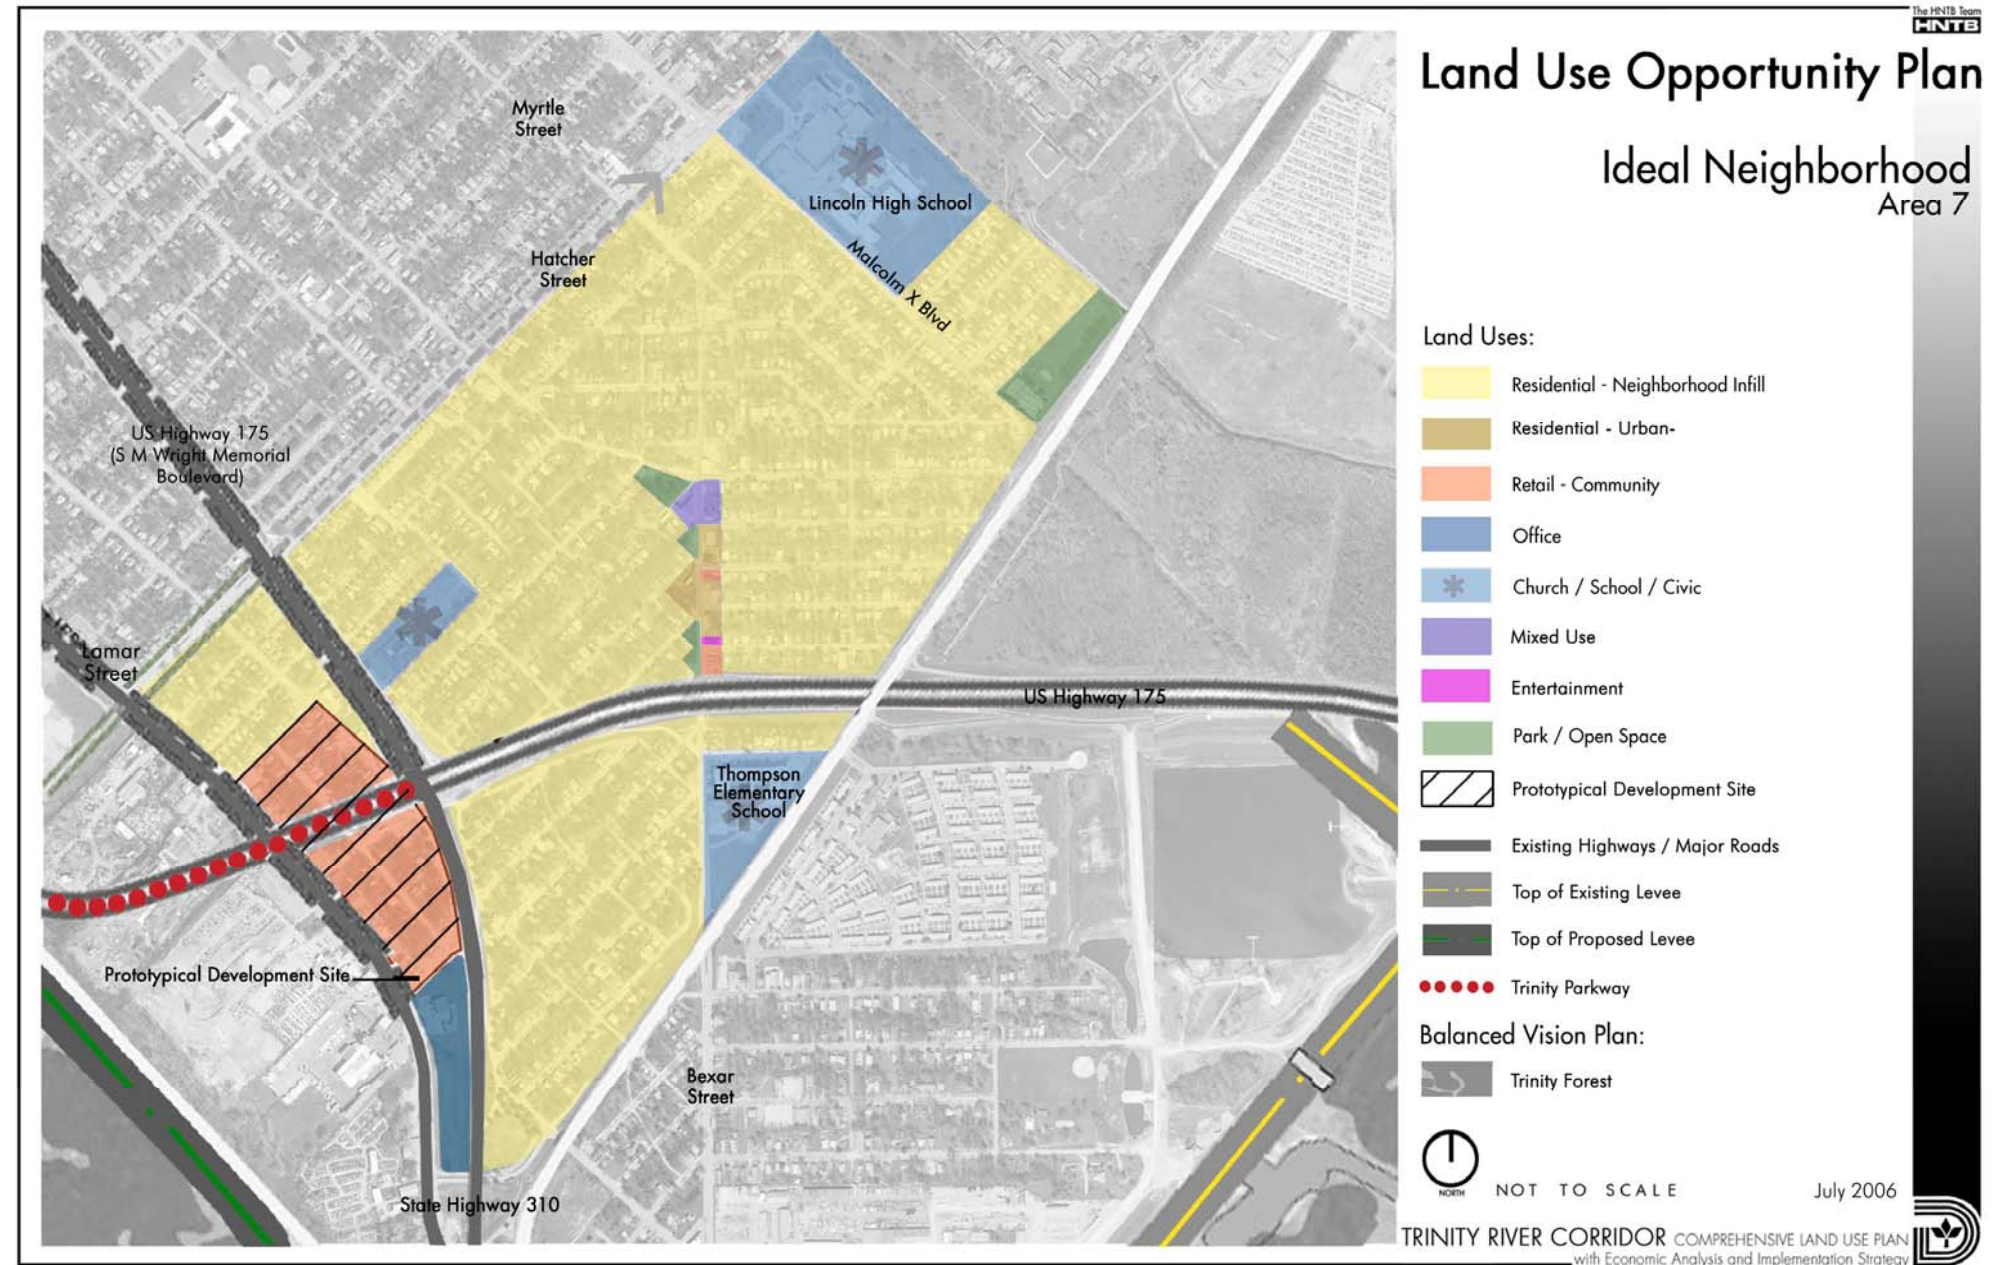 The HNTB Team
HNTB
Land Use Opportunity Plan
Ideal Neighborhood
Area 7
Myrtle
Street
Lincoln High School
Malcolm X Blvd
Hatcher
Street
US Highway 175
(S M Wright Memorial
Boulevard)
Lamar
Street
US Highway 175
Thompson
Elementary
School
Prototypical Development Site
Bexar
Street
State Highway 310
Land Uses:
Residential - Neighborhood Infill
Residential - Urban-
Retail - Community
Office
Church / School / Civic
Mixed Use
Entertainment
Park / Open Space
Prototypical Development Site
Existing Highways / Major Roads
Top of Existing Levee
Top of Proposed Levee
Trinity Parkway
Balanced Vision Plan:
Trinity Forest
NORTH
NOT TO SCALE
July 2006
TRINITY RIVER CORRIDOR COMPREHENSIVE LAND USE PLAN
with Economic Analysis and Implementation Strategy